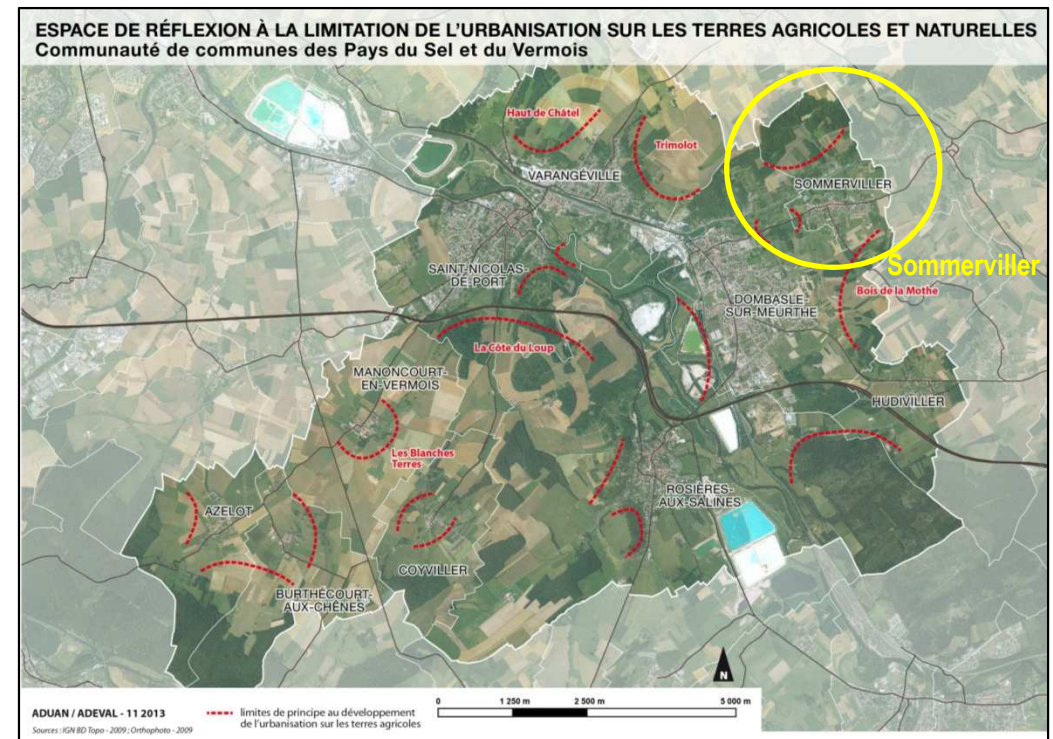 ESPACE DE RÉFLEXION À LA LIMITATION DE L'URBANISATION SUR LES TERRES AGRICOLES ET NATURELLES
Communauté de communes des Pays du Sel et du Vermois
Haut de Châtel
Trimolot
VARANGÉVILLE
SOMMERVILLER
SAINT-NICOLAS-
DE-PORT
Sommerviller
Bois de la Mothe
DOMBASLE-
SUR-MEURTHE
La Côte du Loup
MANONCOURT-
EN-VERMOIS
HUDIVILLER
Les Blanches
Terres
ROSIÈRES-
AUX-SALINES
AZELOT
COYVILLER
BURTHÉCOURT-
AUX-CHÊNES
N
ADUAN / ADEVAL - 11 2013
Sources : IGN BD Topo - 2009 ; Orthophoto - 2009
limites de principe au développement
de l'urbanisation sur les terres agricoles
0 1 250 m 2 500 m 5 000 m